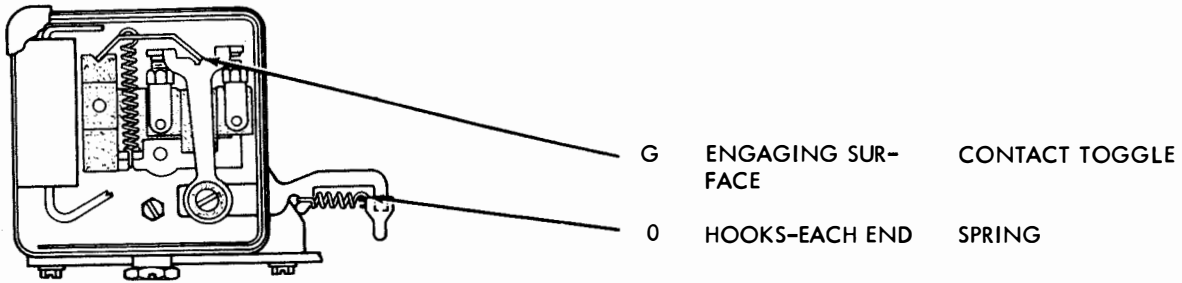 G ENGAGING SUR- CONTACT TOGGLE
FACE
0 HOOKS-EACH END SPRING